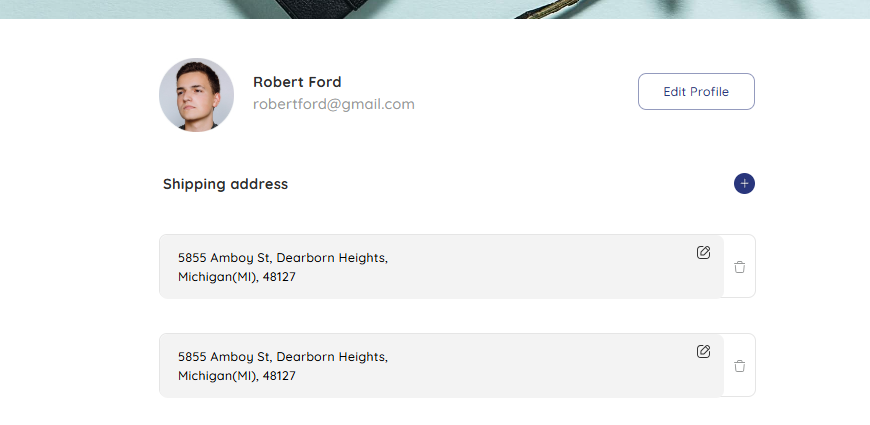 Robert Ford
robertford@gmail.com
Edit Profile
Shipping address
5855 Amboy St, Dearborn Heights,
Michigan(MI), 48127
5855 Amboy St, Dearborn Heights,
Michigan(MI), 48127